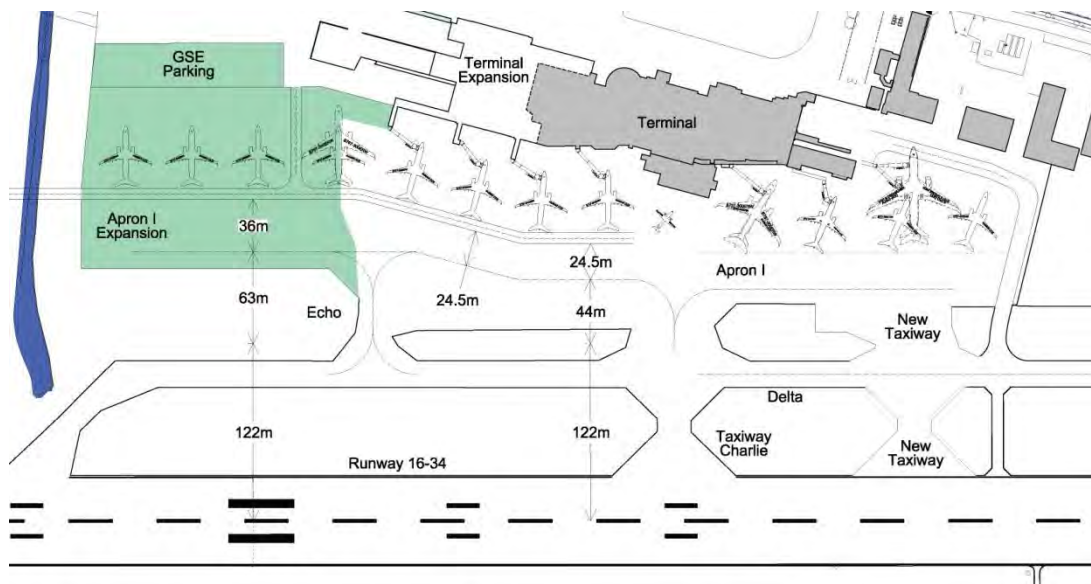 GSE
Parking
Terminal
Expansion
Terminal
Apron I
Expansion
36m
24.5m
Apron I
63m
24.5m
44m
Echo
New
Taxiway
Delta
122m
122m
Taxiway
Charlie
New
Taxiway
Runway 16-34